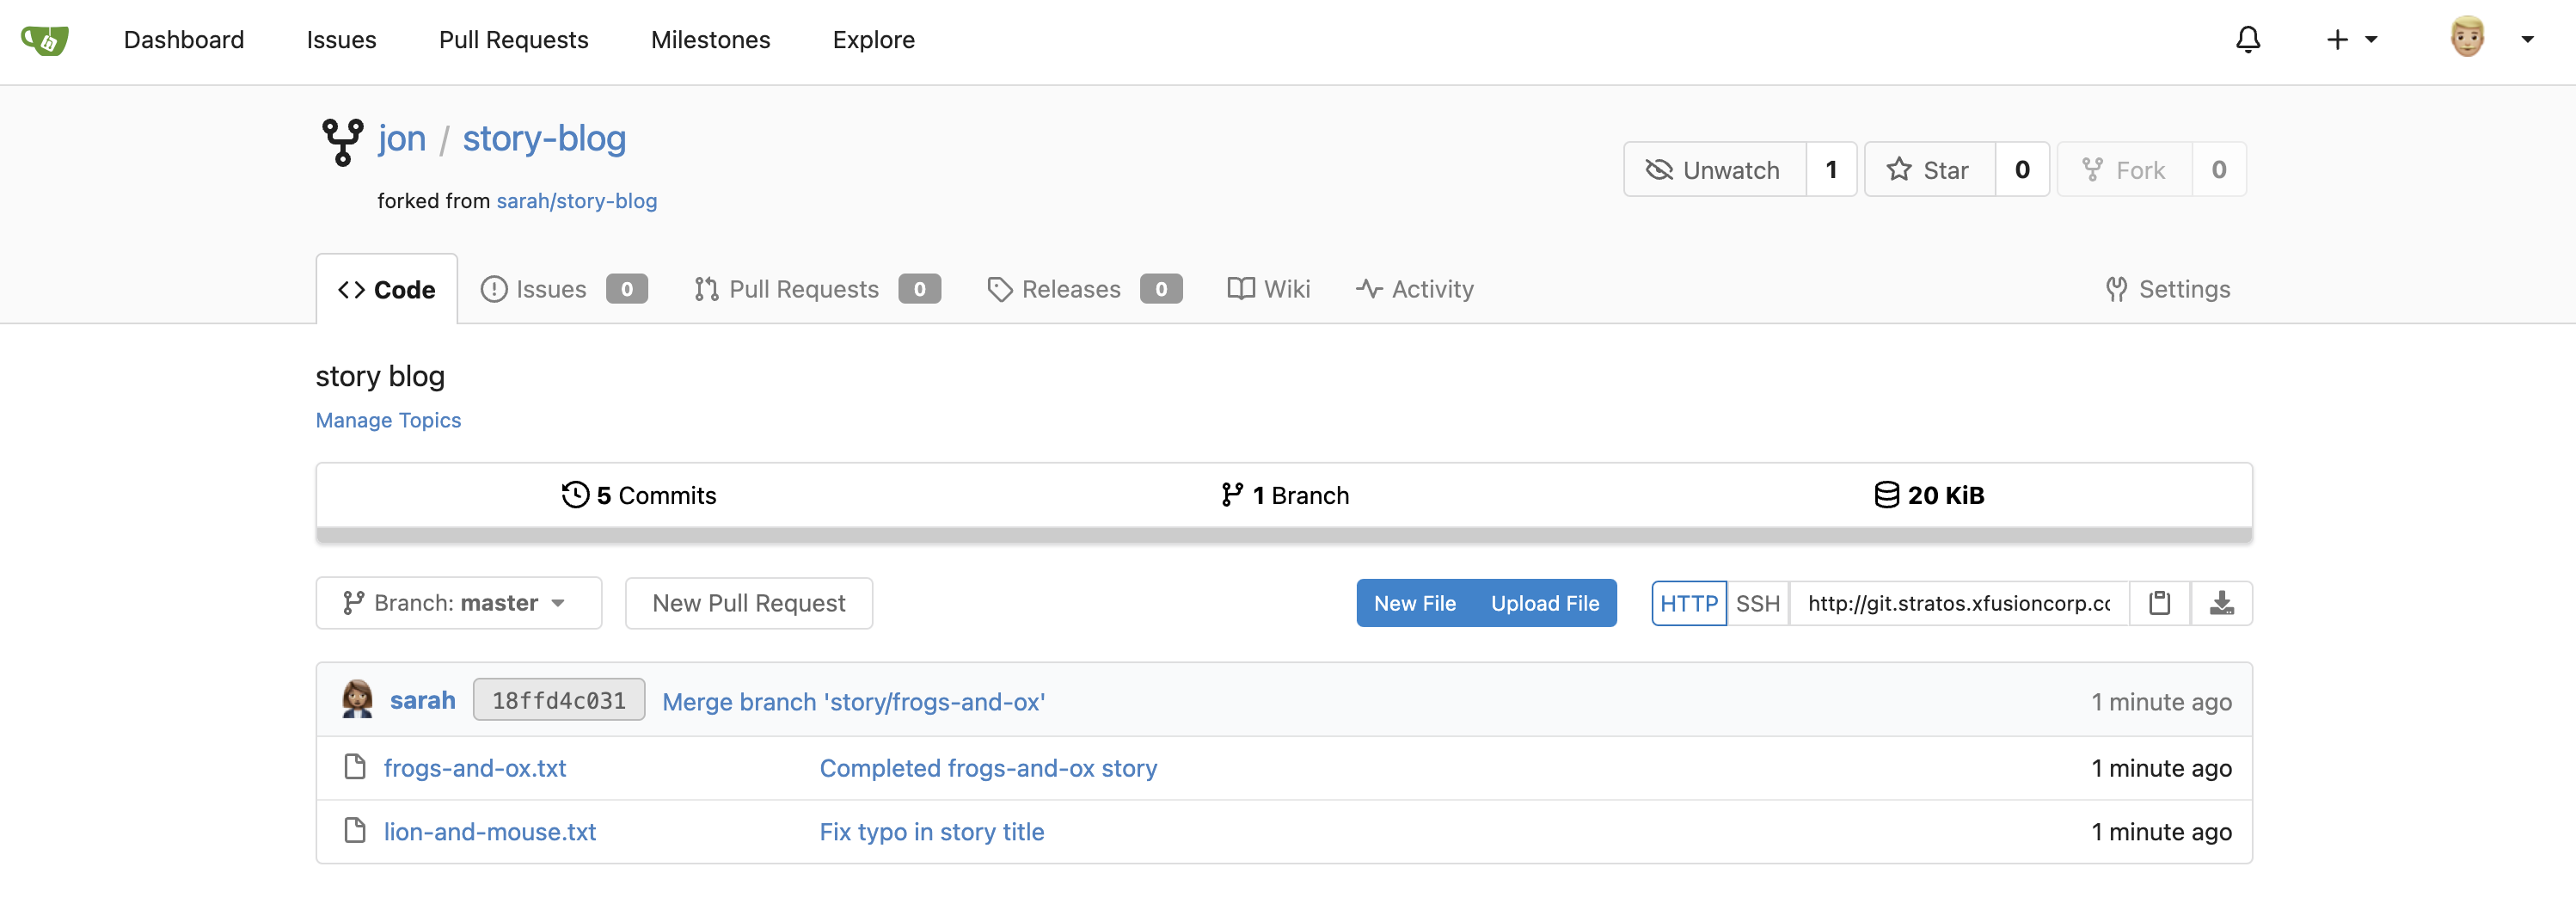 Dashboard Issues Pull Requests Milestones Explore
jon / story-blog
Unwatch 1 Star 0 Fork 0
forked from sarah/story-blog
Code Issues 0 Pull Requests 0 Releases 0 Wiki Activity Settings
story blog
Manage Topics
5 Commits 1 Branch 20 KiB
Branch: master New Pull Request New File Upload File HTTP SSH http://git.stratos.xfusioncorp.co
sarah 18ffd4c031 Merge branch 'story/frogs-and-ox' 1 minute ago
frogs-and-ox.txt Completed frogs-and-ox story 1 minute ago
lion-and-mouse.txt Fix typo in story title 1 minute ago